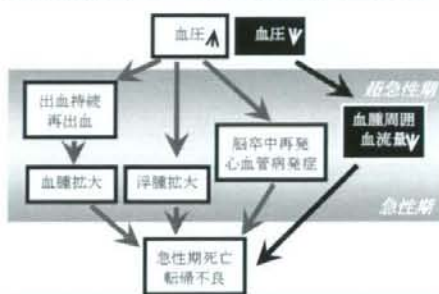 血圧
血圧
超急性期
出血持続
再出血
脳卒中再発
心血管病発症
血腫周囲
血流量
血腫拡大
浮腫拡大
急性期
急性期死亡
転帰不良